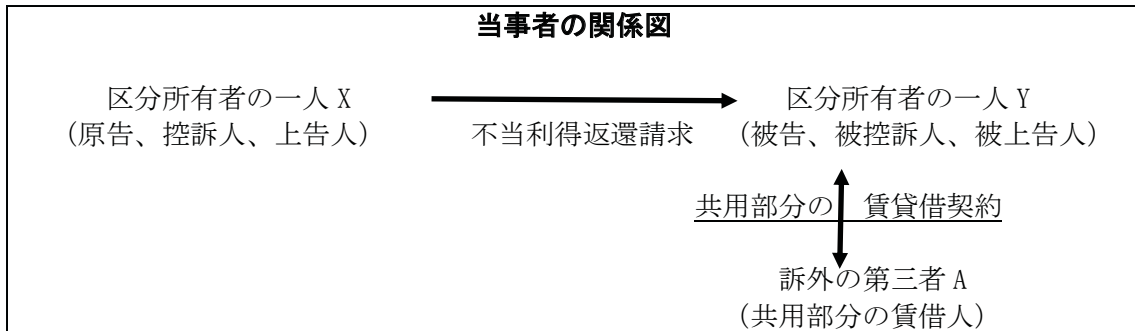 当事者の関係図
区分所有者の一人 X 区分所有者の一人 Y
（原告、控訴人、上告人） 不当利得返還請求 （被告、被控訴人、被上告人）
共用部分の 賃貸借契約
訴外の第三者 A
（共用部分の賃借人）